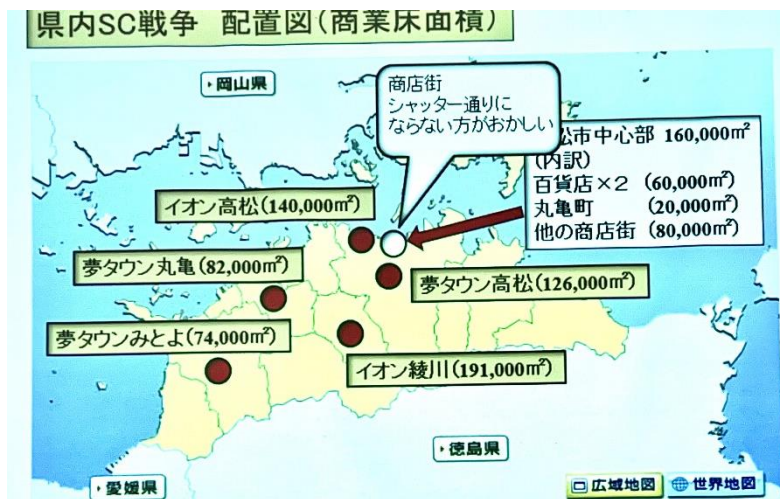 県内SC戦争 配置図(商業床面積)
岡山県
商店街
シャッター通りに
ならない方がおかしい
松市中心部 160,000㎡
(内訳)
百貨店×2 (60,000㎡)
丸亀町 (20,000㎡)
他の商店街 (80,000㎡)
イオン高松(140,000㎡)
夢タウン丸亀(82,000㎡)
夢タウン高松(126,000㎡)
夢タウンみとよ(74,000㎡)
イオン綾川(191,000㎡)
徳島県
愛媛県
広域地図
世界地図